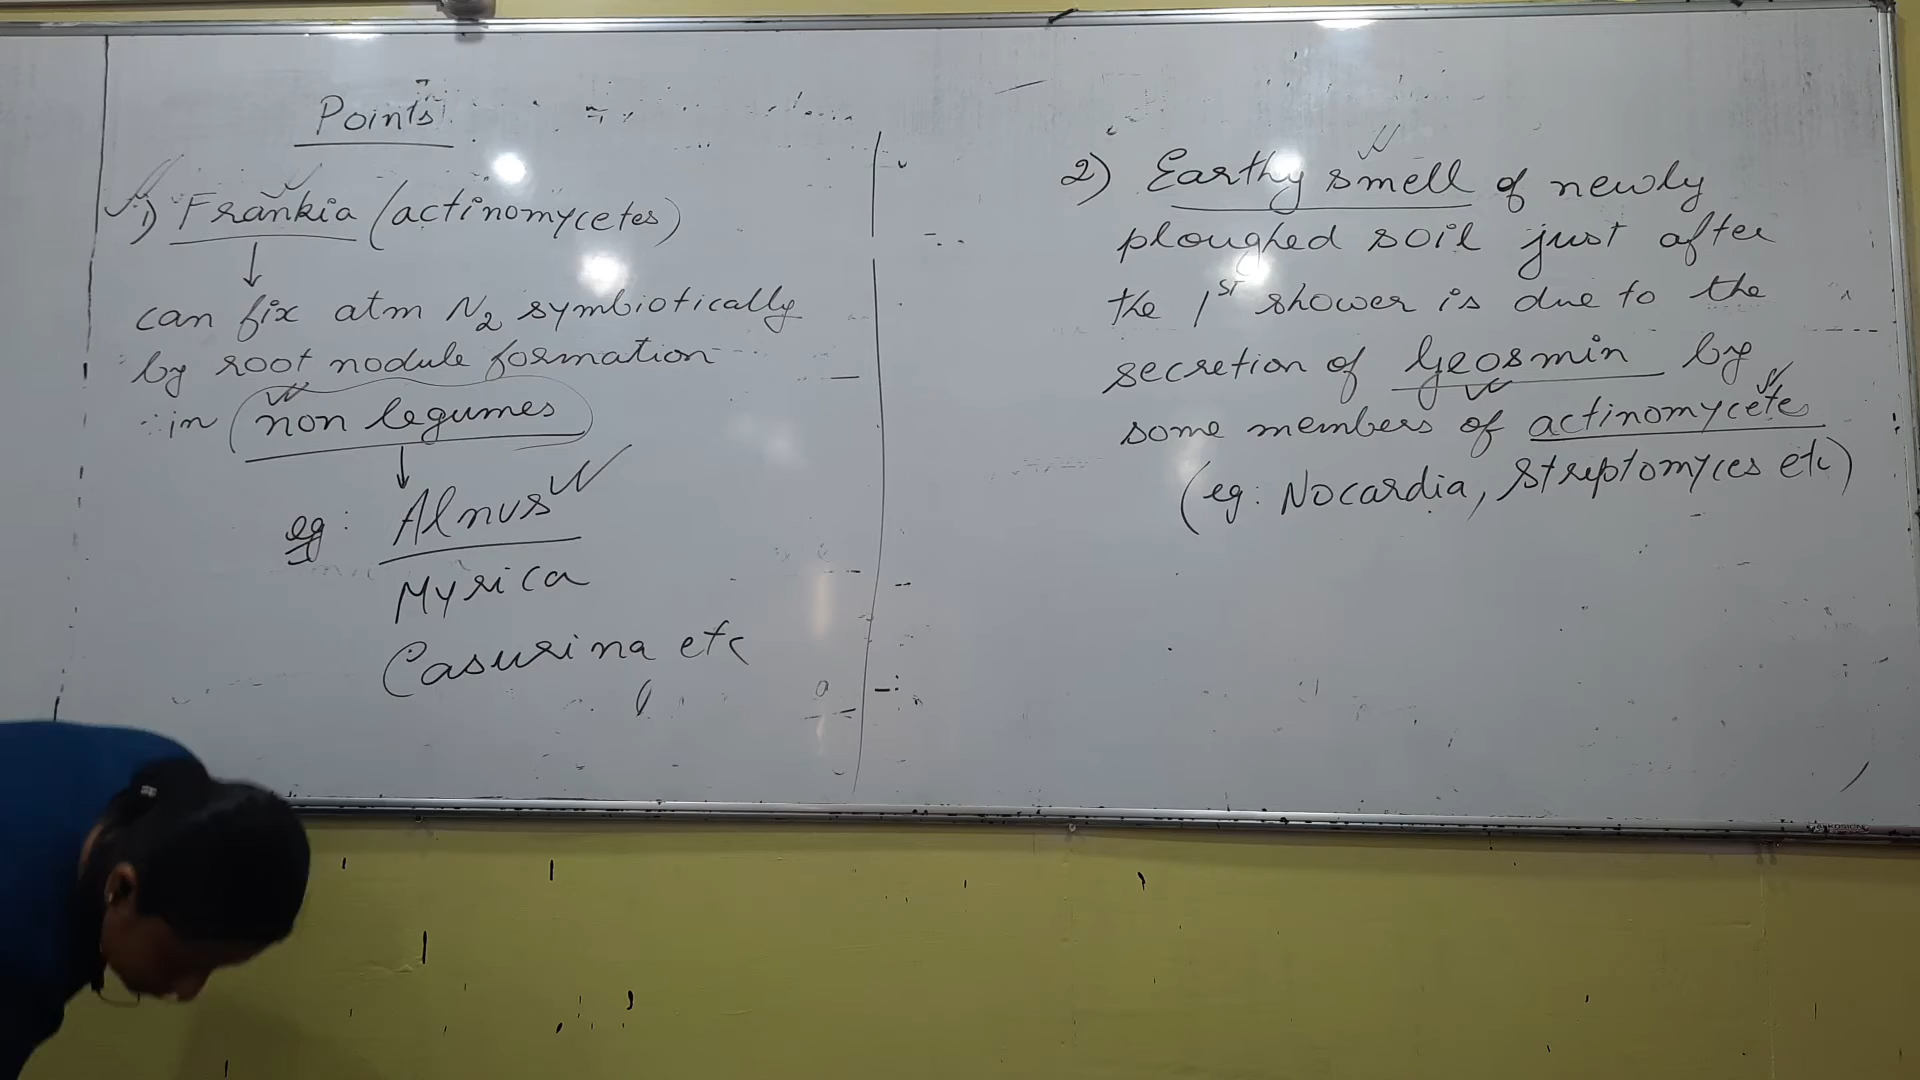 Points
1) Frankia (actinomycetes)
↓
can fix atm N₂ symbiotically
by root nodule formation
in non legumes
↓
eg: Alnus
Myrica
Casurina etc
2) Earthy smell of newly
ploughed soil just after
the 1ST shower is due to the
secretion of Geosmin by
some members of actinomycete
(eg: Nocardia, Streptomyces etc)